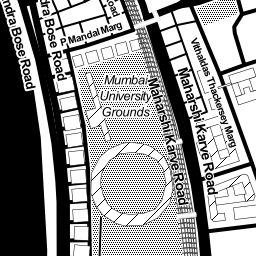 ndra Bose Road
dra Bose Road
P Mandal Marg
Road
Mumbai
University
Grounds
Maharshi Karve Road
Maharshi Karve Road
Vithaldas Thackersey Marg